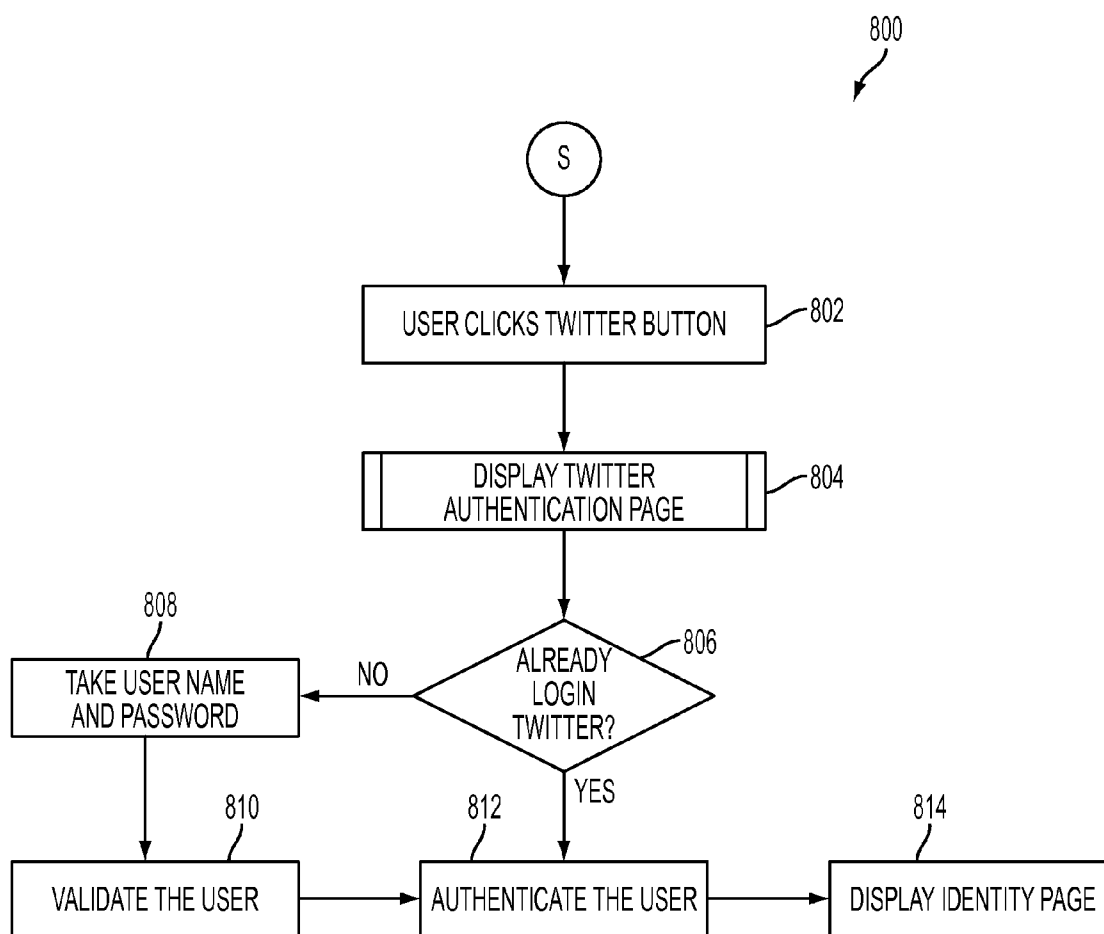 800
S
USER CLICKS TWITTER BUTTON
802
DISPLAY TWITTER
AUTHENTICATION PAGE
804
806
ALREADY
LOGIN
TWITTER?
NO
808
TAKE USER NAME
AND PASSWORD
YES
810
VALIDATE THE USER
812
AUTHENTICATE THE USER
814
DISPLAY IDENTITY PAGE